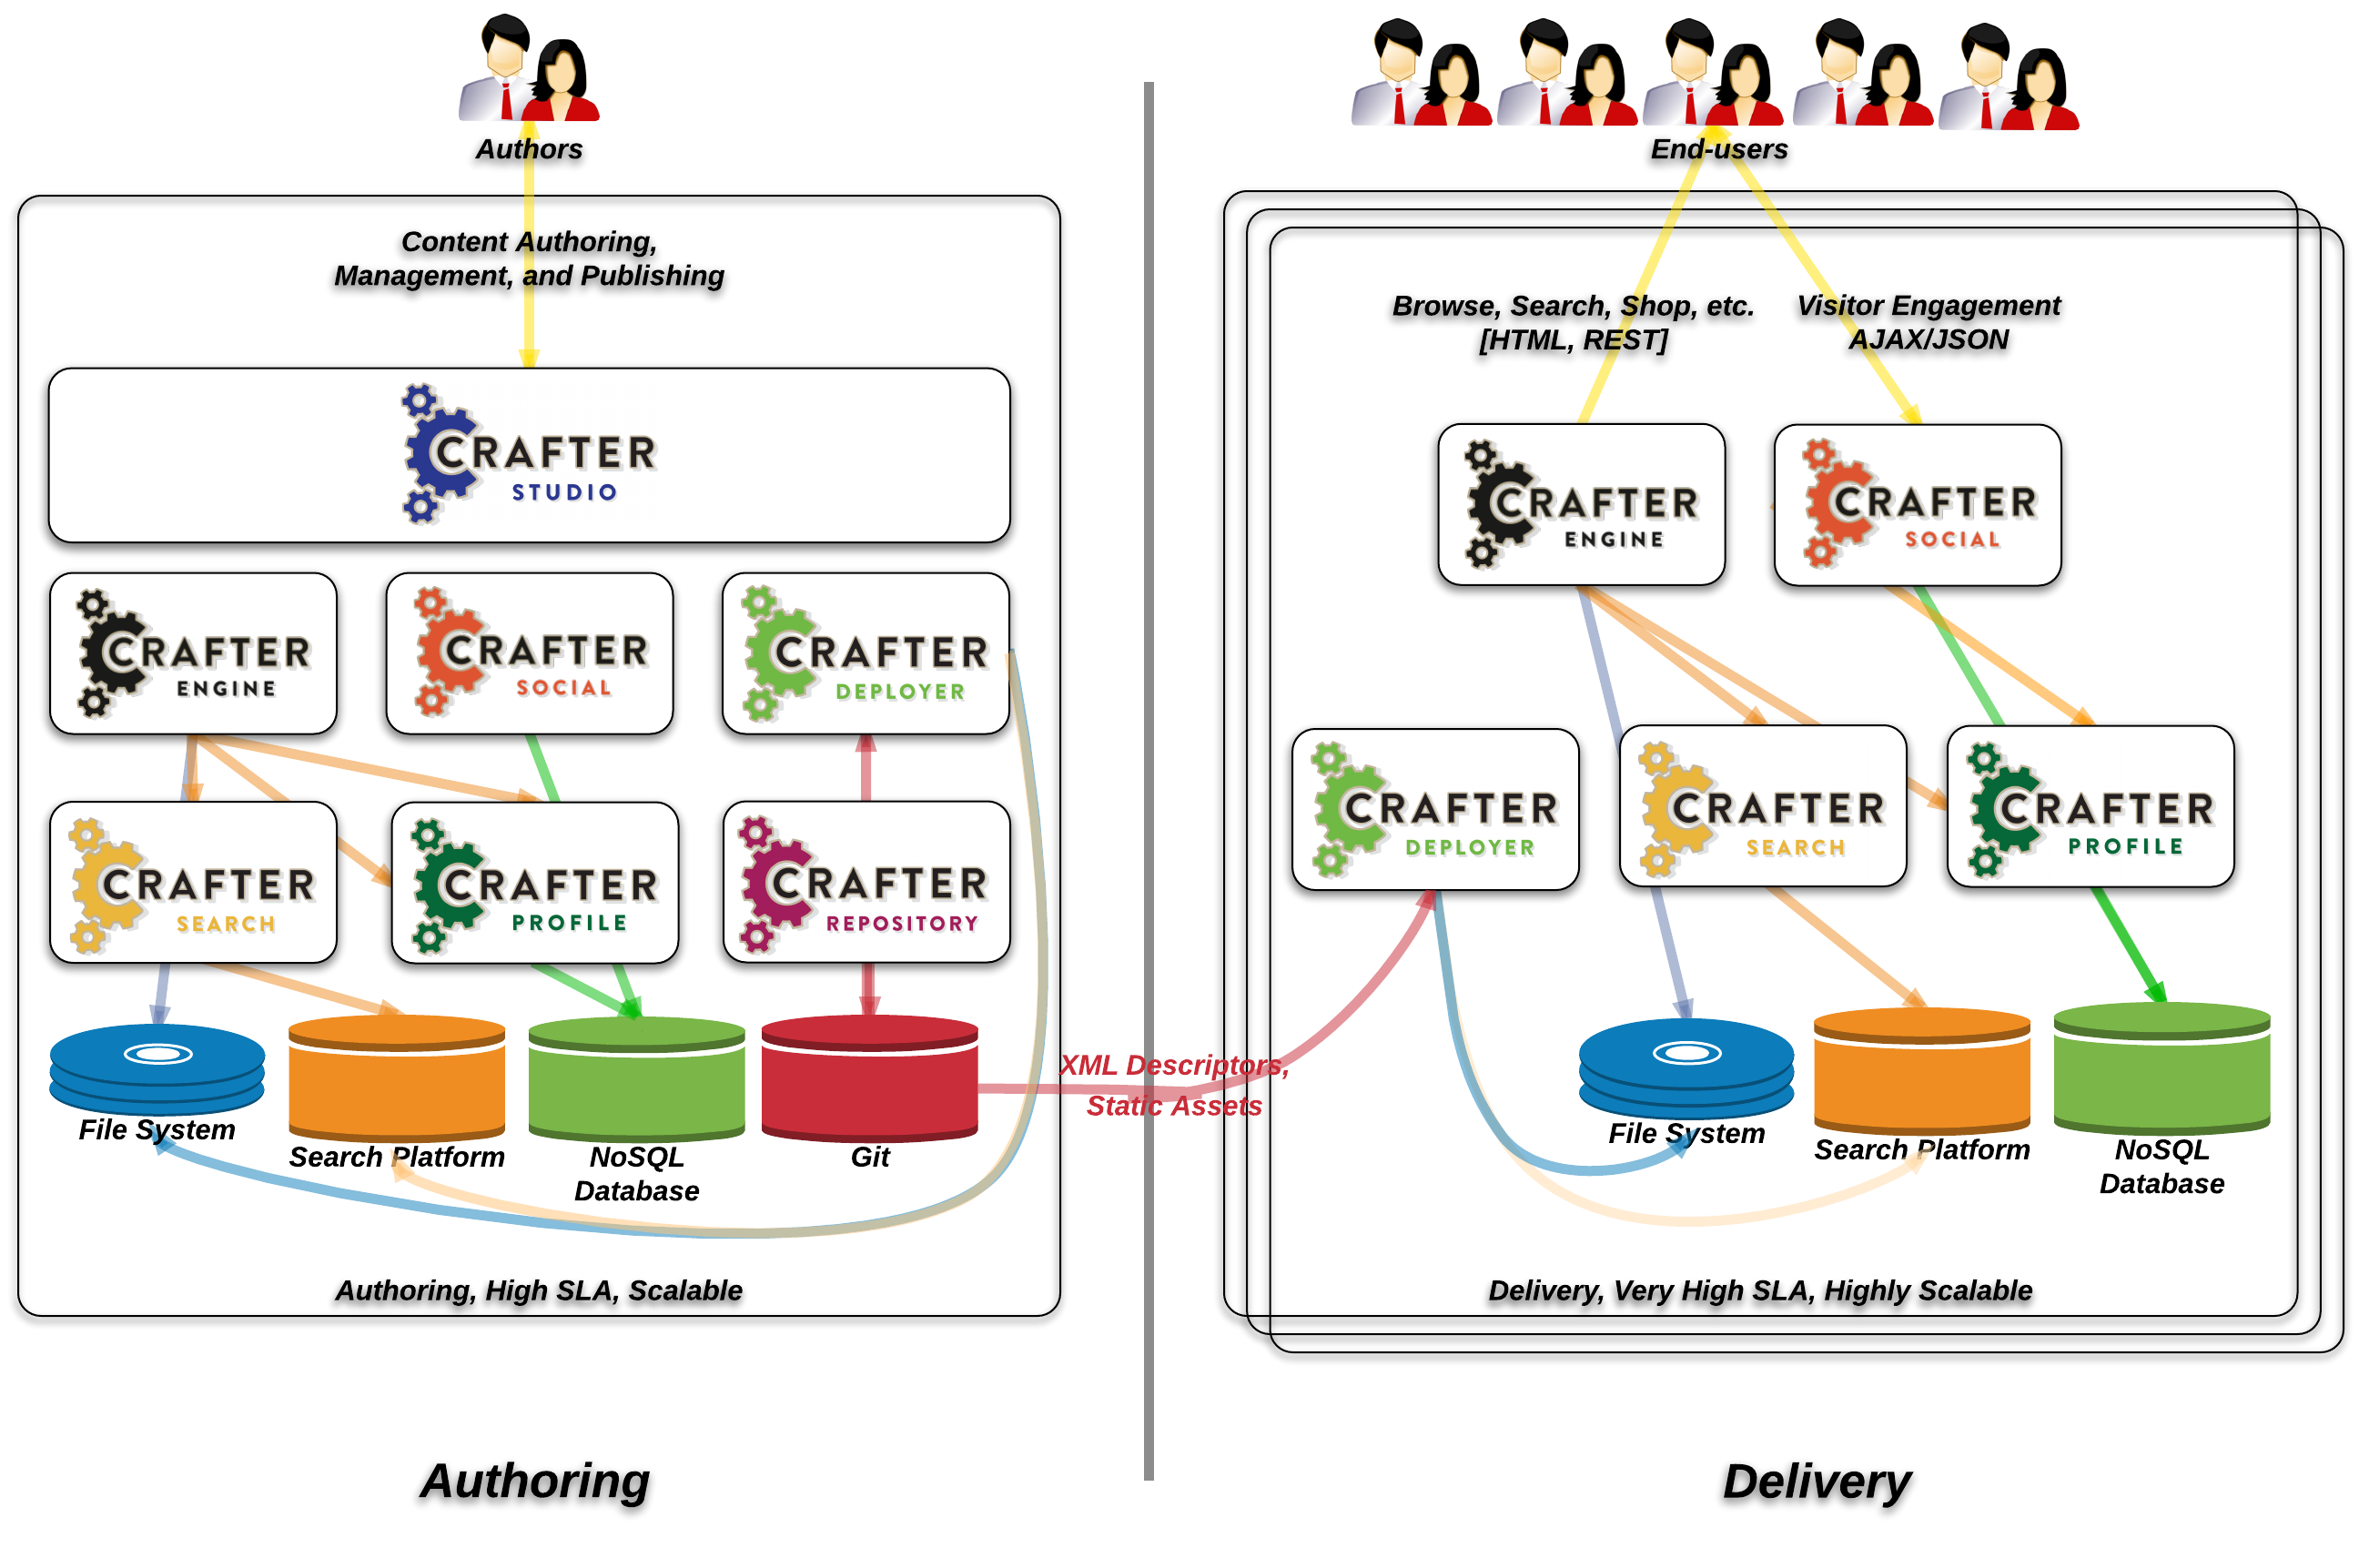 Authors
Content Authoring,
Management, and Publishing
CRAFTER
STUDIO
CRAFTER
ENGINE
CRAFTER
SOCIAL
CRAFTER
DEPLOYER
CRAFTER
SEARCH
CRAFTER
PROFILE
CRAFTER
REPOSITORY
File System
Search Platform
NoSQL
Database
Git
Authoring, High SLA, Scalable
Authoring
XML Descriptors,
Static Assets
End-users
Browse, Search, Shop, etc.
[HTML, REST]
Visitor Engagement
AJAX/JSON
CRAFTER
ENGINE
CRAFTER
SOCIAL
CRAFTER
DEPLOYER
CRAFTER
SEARCH
CRAFTER
PROFILE
File System
Search Platform
NoSQL
Database
Delivery, Very High SLA, Highly Scalable
Delivery